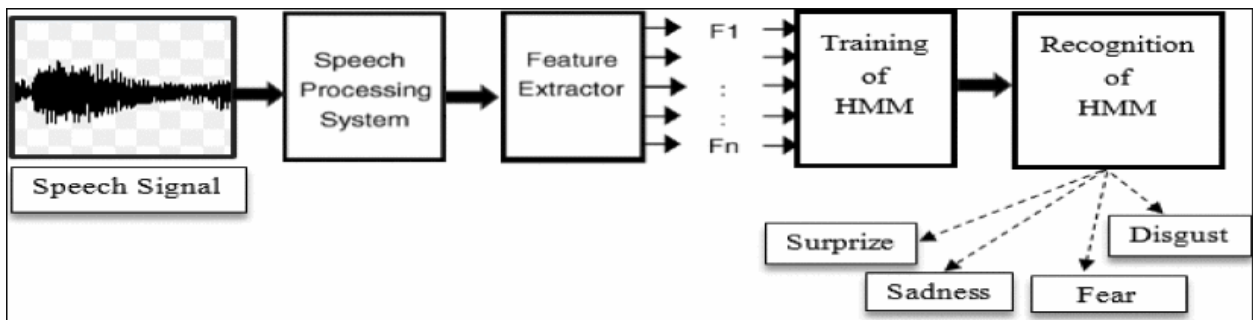 Speech Signal
Speech
Processing
System
Feature
Extractor
F1
:
:
Fn
Training
of
HMM
Recognition
of
HMM
Surprize
Sadness
Fear
Disgust